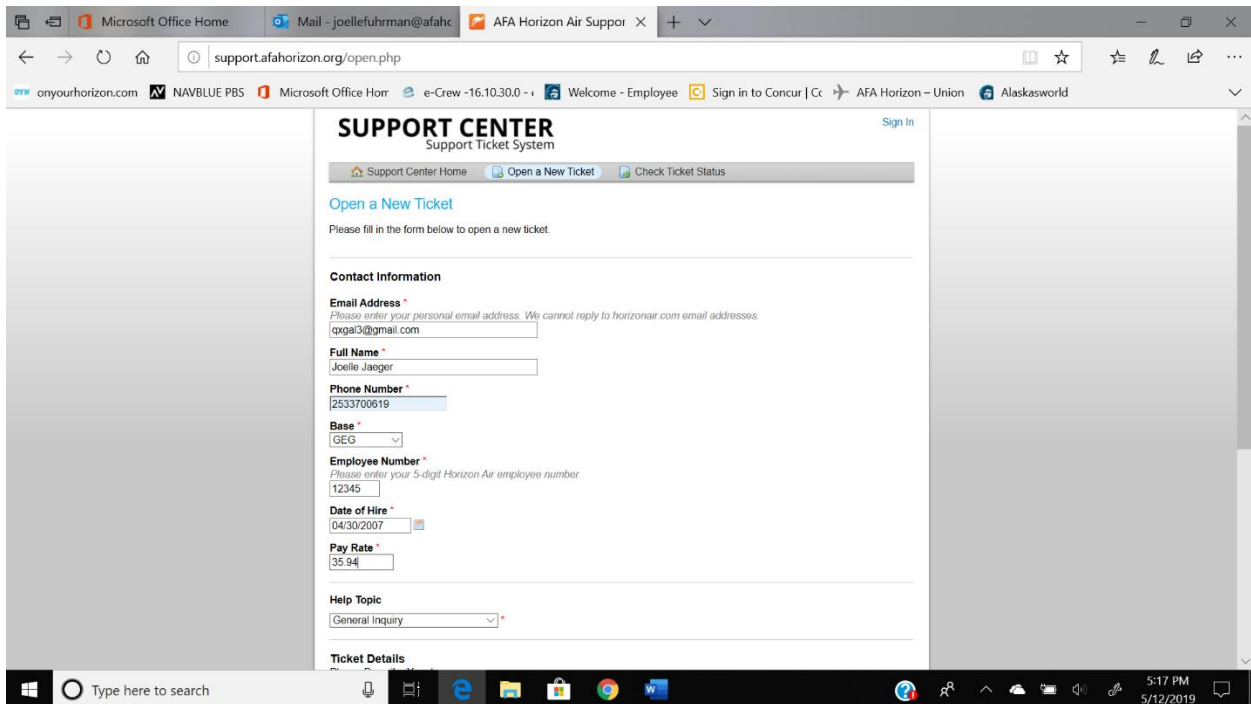 Microsoft Office Home
Mail - joellefuhrman@afahc
AFA Horizon Air Suppor
support.afahorizon.org/open.php
onyourhorizon.com
NAVBLUE PBS
Microsoft Office Hom
e-Crew -16.10.30.0 -
Welcome - Employee
Sign in to Concur | Cc
AFA Horizon – Union
Alaskasworld
SUPPORT CENTER
Support Ticket System
Sign In
Support Center Home
Open a New Ticket
Check Ticket Status
Open a New Ticket
Please fill in the form below to open a new ticket.
Contact Information
Email Address *
Please enter your personal email address. We cannot reply to horizonair.com email addresses.
qxgal3@gmail.com
Full Name *
Joelle Jaeger
Phone Number *
2533700619
Base *
GEG
Employee Number *
Please enter your 5-digit Horizon Air employee number.
12345
Date of Hire *
04/30/2007
Pay Rate *
35.94
Help Topic
General Inquiry *
Ticket Details
Type here to search
5:17 PM
5/12/2019